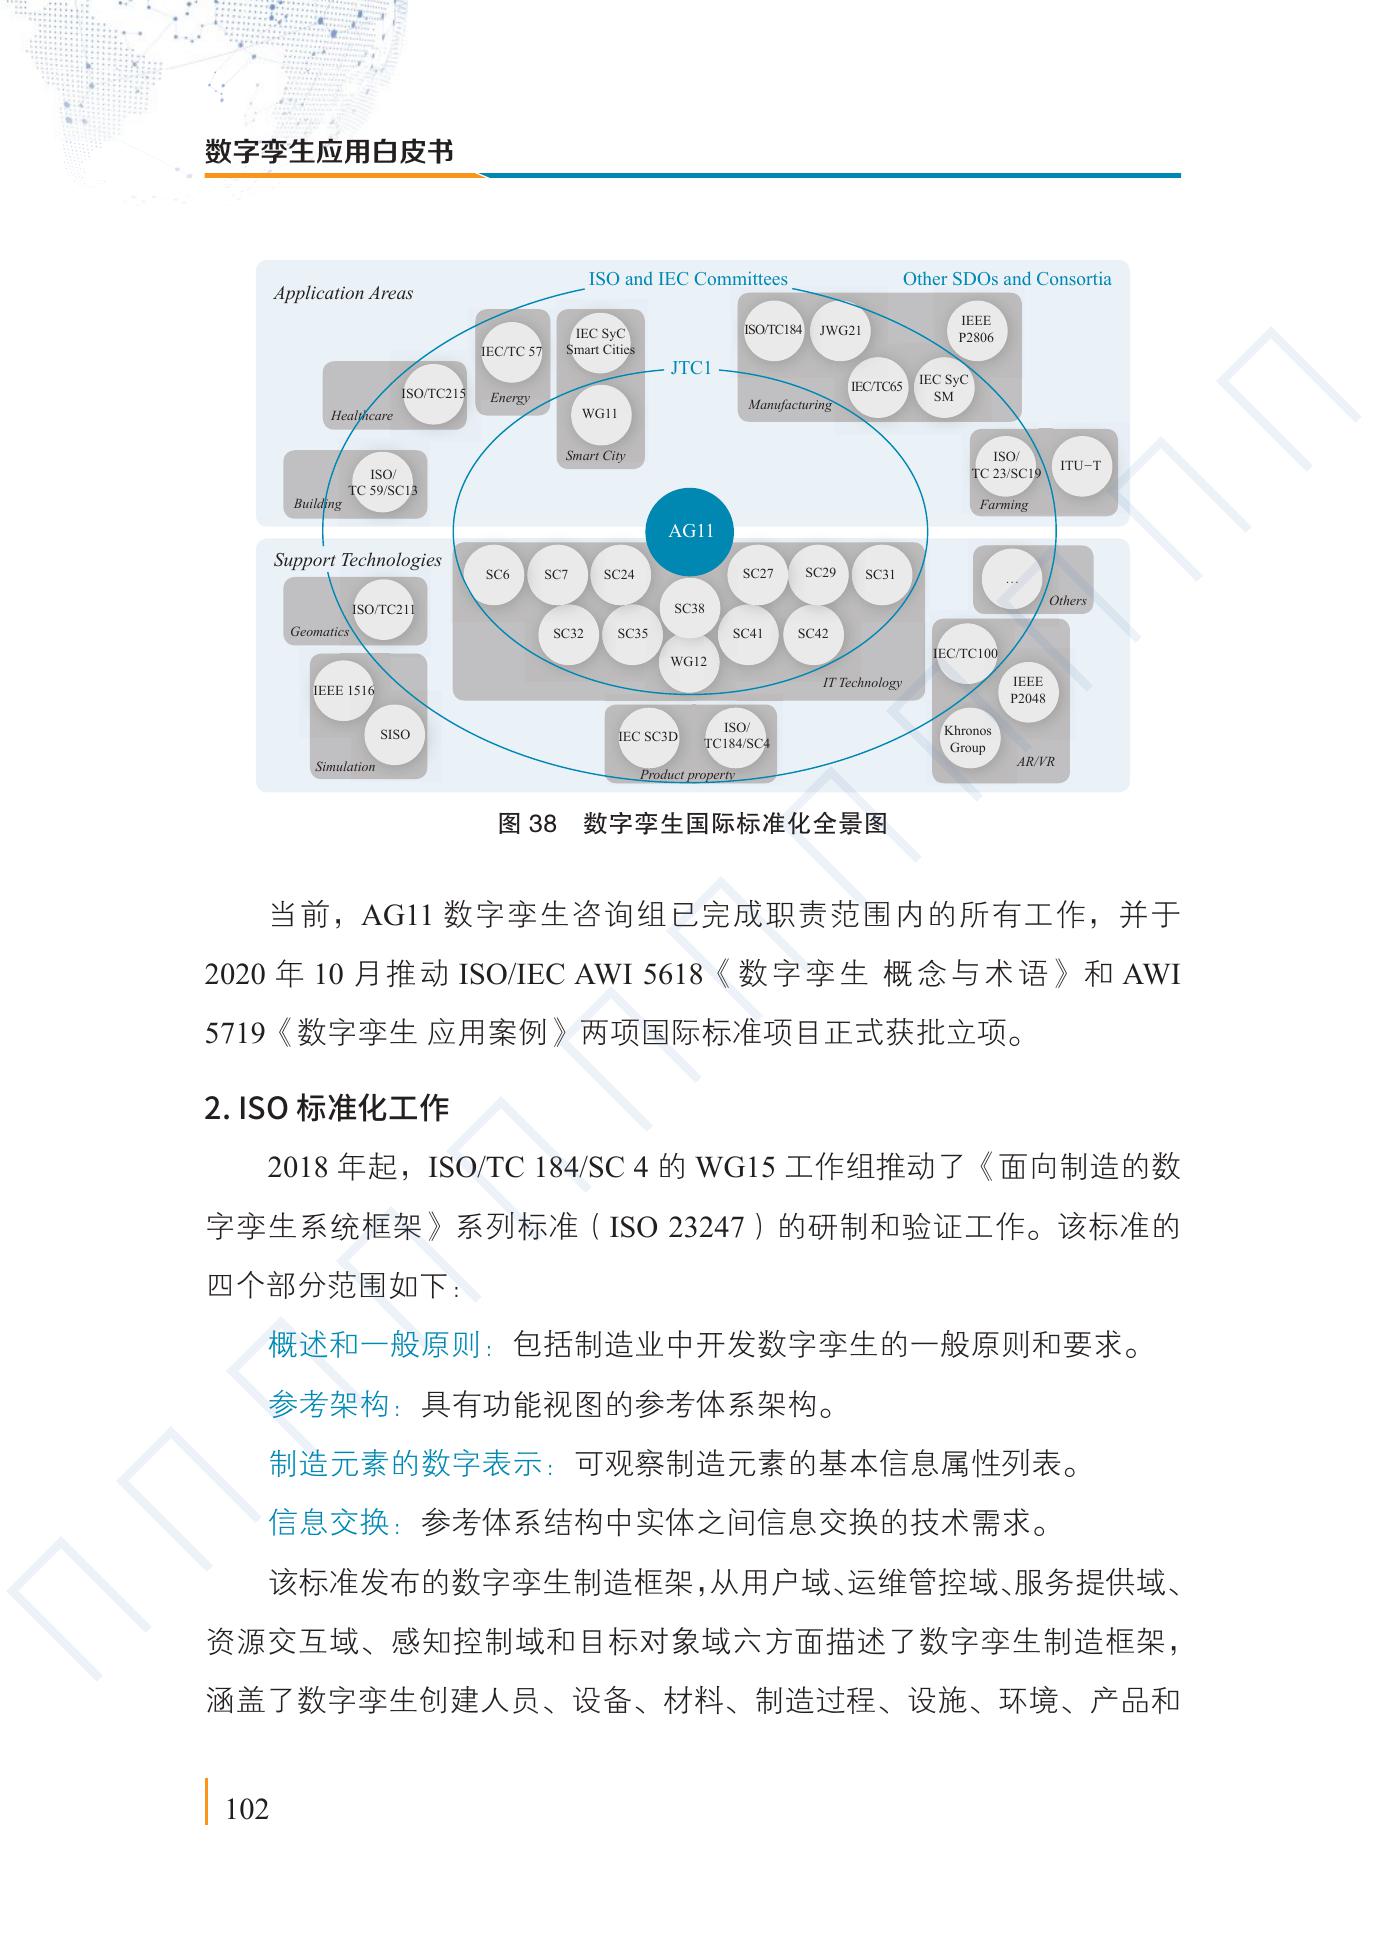 数字孪生应用白皮书
Application Areas
ISO and IEC Committees
Other SDOs and Consortia
JTC1
ISO/TC215
Healthcare
IEC/TC 57
Energy
IEC SyC
Smart Cities
WG11
Smart City
ISO/TC184
JWG21
IEEE
P2806
IEC/TC65
IEC SyC
SM
Manufacturing
ISO/
TC 59/SC13
Building
ISO/
TC 23/SC19
ITU-T
Farming
AG11
Support Technologies
SC6
SC7
SC24
SC27
SC29
SC31
SC38
SC32
SC35
SC41
SC42
WG12
IT Technology
…
Others
ISO/TC211
Geomatics
IEEE 1516
SISO
Simulation
IEC SC3D
ISO/
TC184/SC4
Product property
IEC/TC100
IEEE
P2048
Khronos
Group
AR/VR
图 38 数字孪生国际标准化全景图
当前，AG11 数字孪生咨询组已完成职责范围内的所有工作，并于
2020 年 10 月推动 ISO/IEC AWI 5618《数字孪生 概念与术语》和 AWI
5719《数字孪生 应用案例》两项国际标准项目正式获批立项。
2. ISO 标准化工作
2018 年起，ISO/TC 184/SC 4 的 WG15 工作组推动了《面向制造的数
字孪生系统框架》系列标准（ISO 23247）的研制和验证工作。该标准的
四个部分范围如下：
概述和一般原则：包括制造业中开发数字孪生的一般原则和要求。
参考架构：具有功能视图的参考体系架构。
制造元素的数字表示：可观察制造元素的基本信息属性列表。
信息交换：参考体系结构中实体之间信息交换的技术需求。
该标准发布的数字孪生制造框架，从用户域、运维管控域、服务提供域、
资源交互域、感知控制域和目标对象域六方面描述了数字孪生制造框架，
涵盖了数字孪生创建人员、设备、材料、制造过程、设施、环境、产品和
102